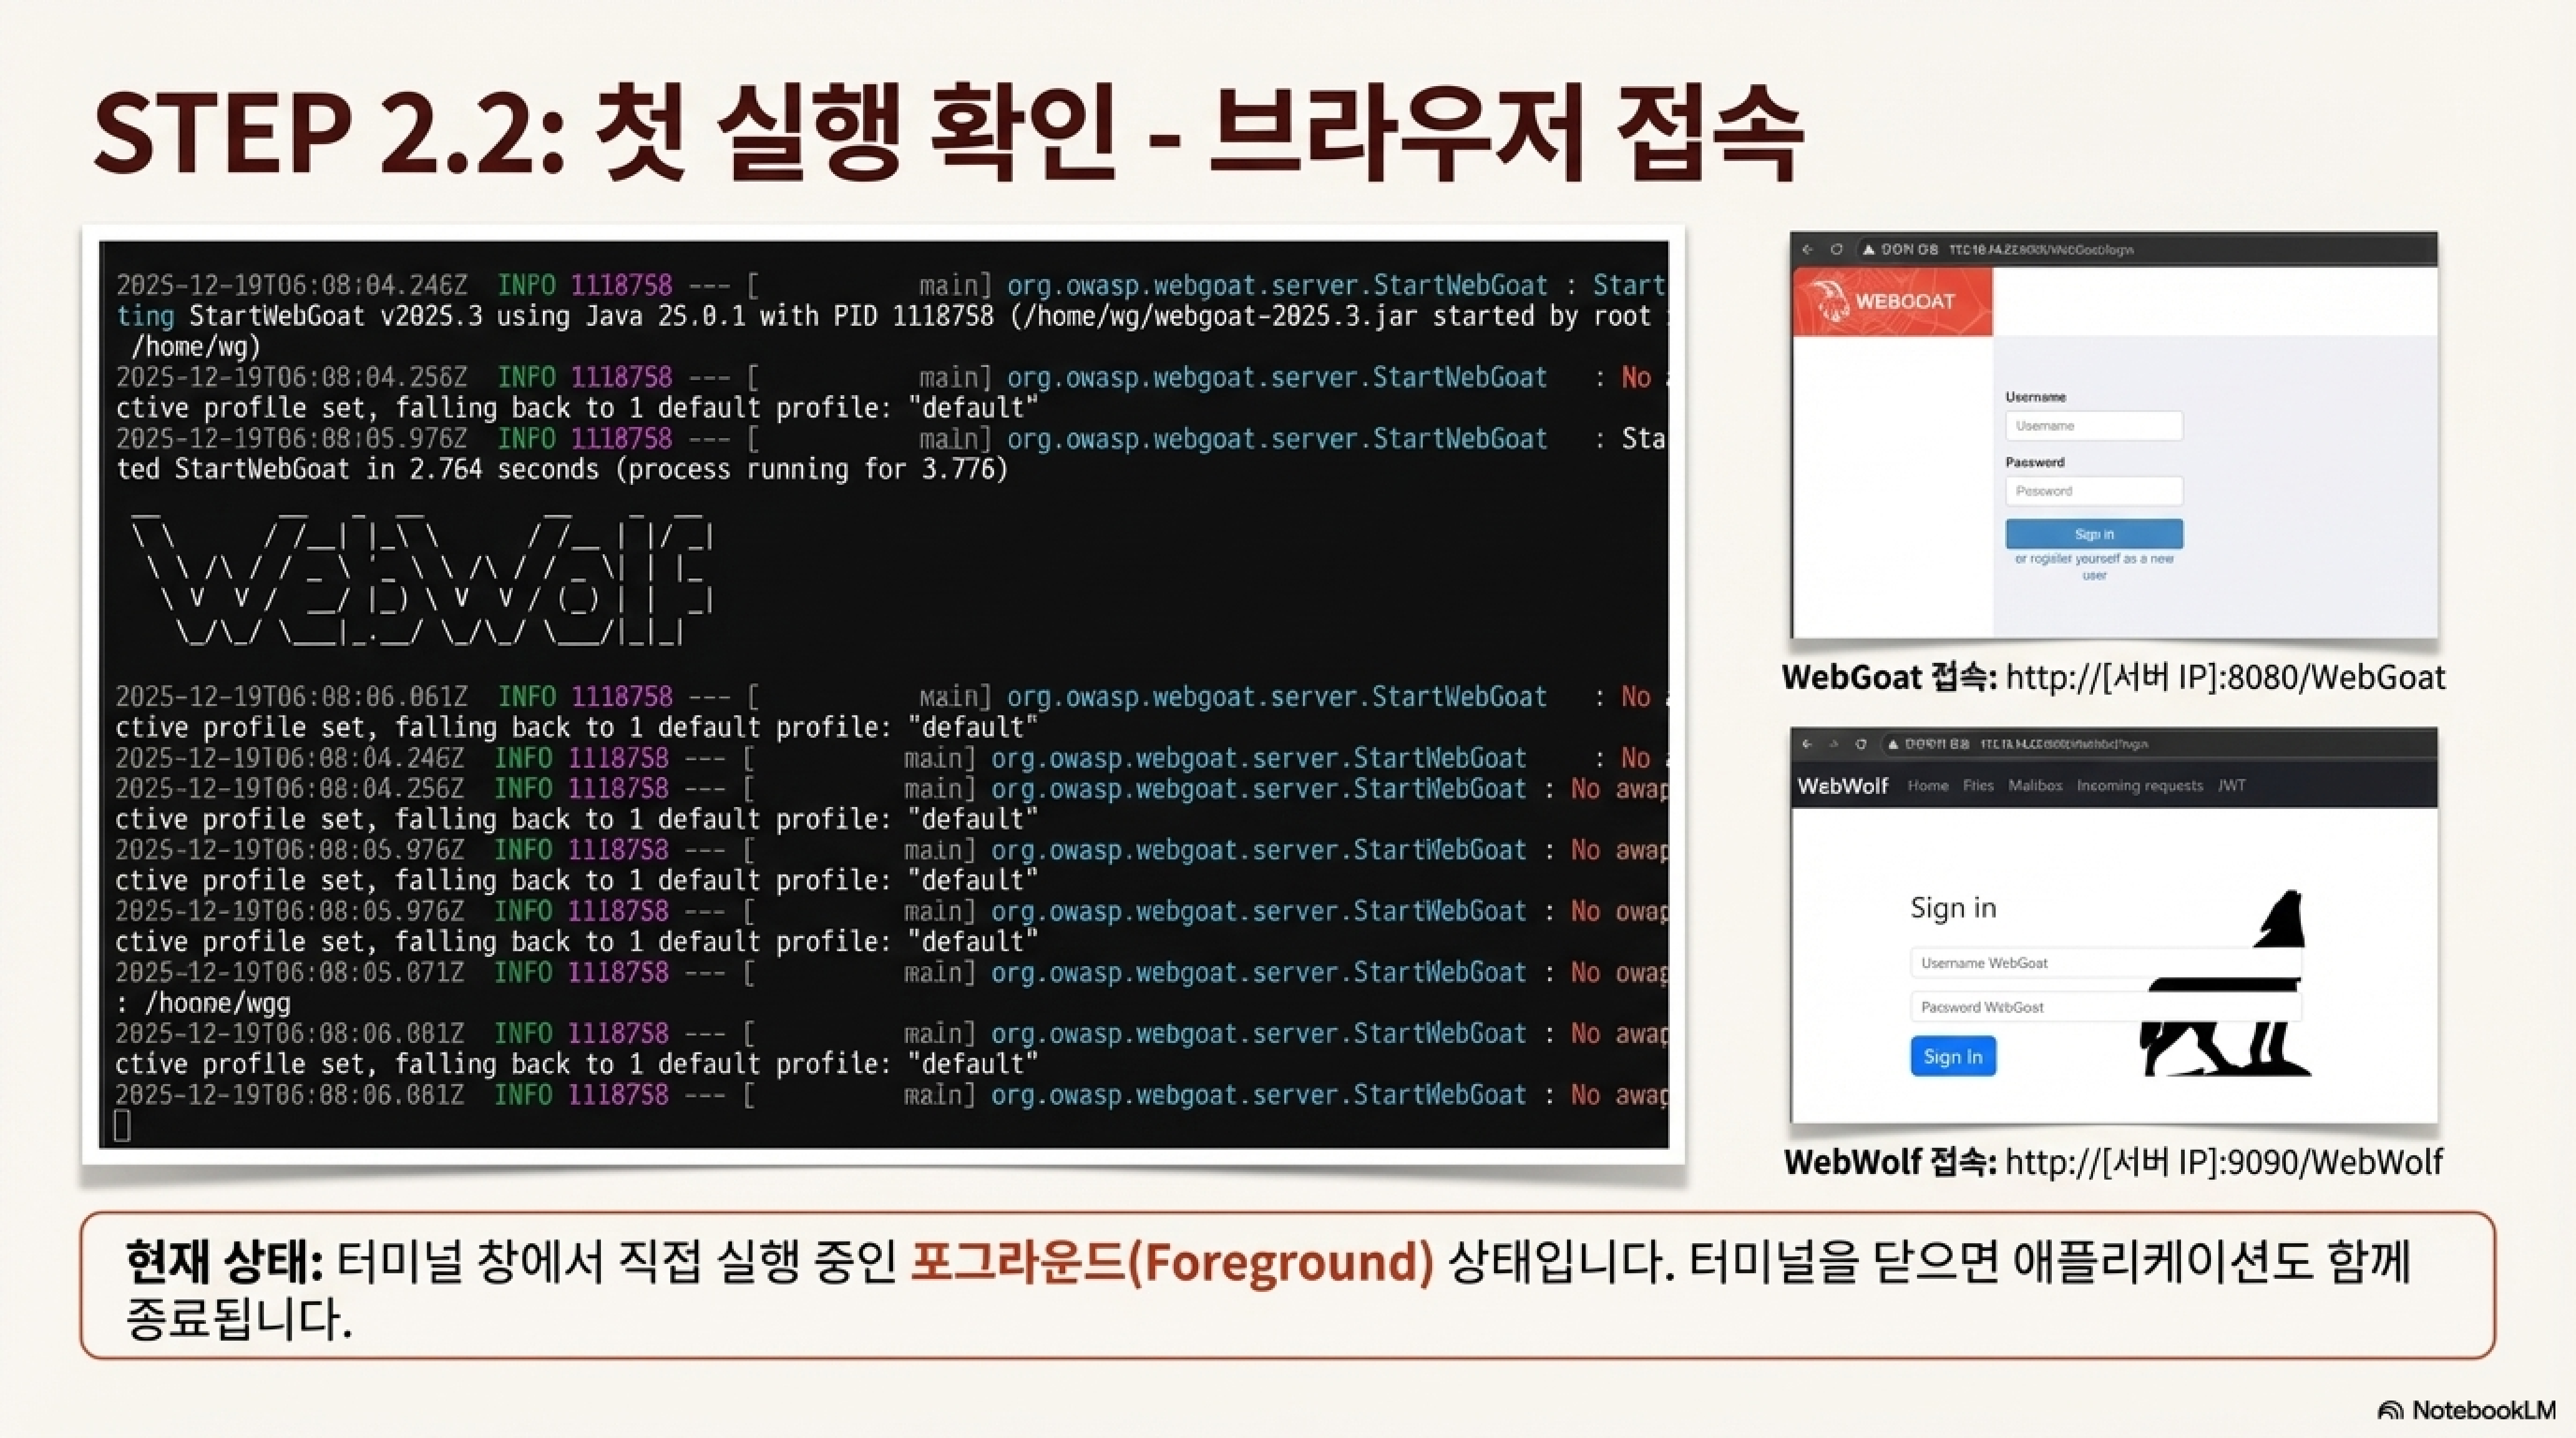 STEP 2.2: 첫 실행 확인 - 브라우저 접속
2025-12-19T06:08:04.246Z INFO 1118758 --- [ main] org.owasp.webgoat.server.StartWebGoat : Start
ting StartWebGoat v2025.3 using Java 25.0.1 with PID 1118758 (/home/wg/webgoat-2025.3.jar started by root
/home/wg)
2025-12-19T06:08:04.256Z INFO 1118758 --- [ main] org.owasp.webgoat.server.StartWebGoat : No
ctive profile set, falling back to 1 default profile: "default"
2025-12-19T06:08:05.976Z INFO 1118758 --- [ main] org.owasp.webgoat.server.StartWebGoat : Sta
ted StartWebGoat in 2.764 seconds (process running for 3.776)
WebWolf
2025-12-19T06:08:06.061Z INFO 1118758 --- [ main] org.owasp.webgoat.server.StartWebGoat : No
ctive profile set, falling back to 1 default profile: "default"
2025-12-19T06:08:04.246Z INFO 1118758 --- [ main] org.owasp.webgoat.server.StartWebGoat : No
2025-12-19T06:08:04.256Z INFO 1118758 --- [ main] org.owasp.webgoat.server.StartWebGoat : No awap
ctive profile set, falling back to 1 default profile: "default"
2025-12-19T06:08:05.976Z INFO 1118758 --- [ main] org.owasp.webgoat.server.StartWebGoat : No awap
ctive profile set, falling back to 1 default profile: "default"
2025-12-19T06:08:05.976Z INFO 1118758 --- [ main] org.owasp.webgoat.server.StartWebGoat : No owap
ctive profile set, falling back to 1 default profile: "default"
2025-12-19T06:08:05.071Z INFO 1118758 --- [ main] org.owasp.webgoat.server.StartWebGoat : No owap
: /hoome/wgg
2025-12-19T06:08:06.081Z INFO 1118758 --- [ main] org.owasp.webgoat.server.StartWebGoat : No awap
ctive profile set, falling back to 1 default profile: "default"
2025-12-19T06:08:06.081Z INFO 1118758 --- [ main] org.owasp.webgoat.server.StartWebGoat : No awap
WEBGOAT
Username
Username
Password
Password
Sign in
or register yourself as a new
user
WebGoat 접속: http://[서버 IP]:8080/WebGoat
WebWolf Home Files Mailbox Incoming requests JWT
Sign in
Username WebGoat
Password WebGoat
Sign In
WebWolf 접속: http://[서버 IP]:9090/WebWolf
현재 상태: 터미널 창에서 직접 실행 중인 포그라운드(Foreground) 상태입니다. 터미널을 닫으면 애플리케이션도 함께
종료됩니다.
NotebookLM